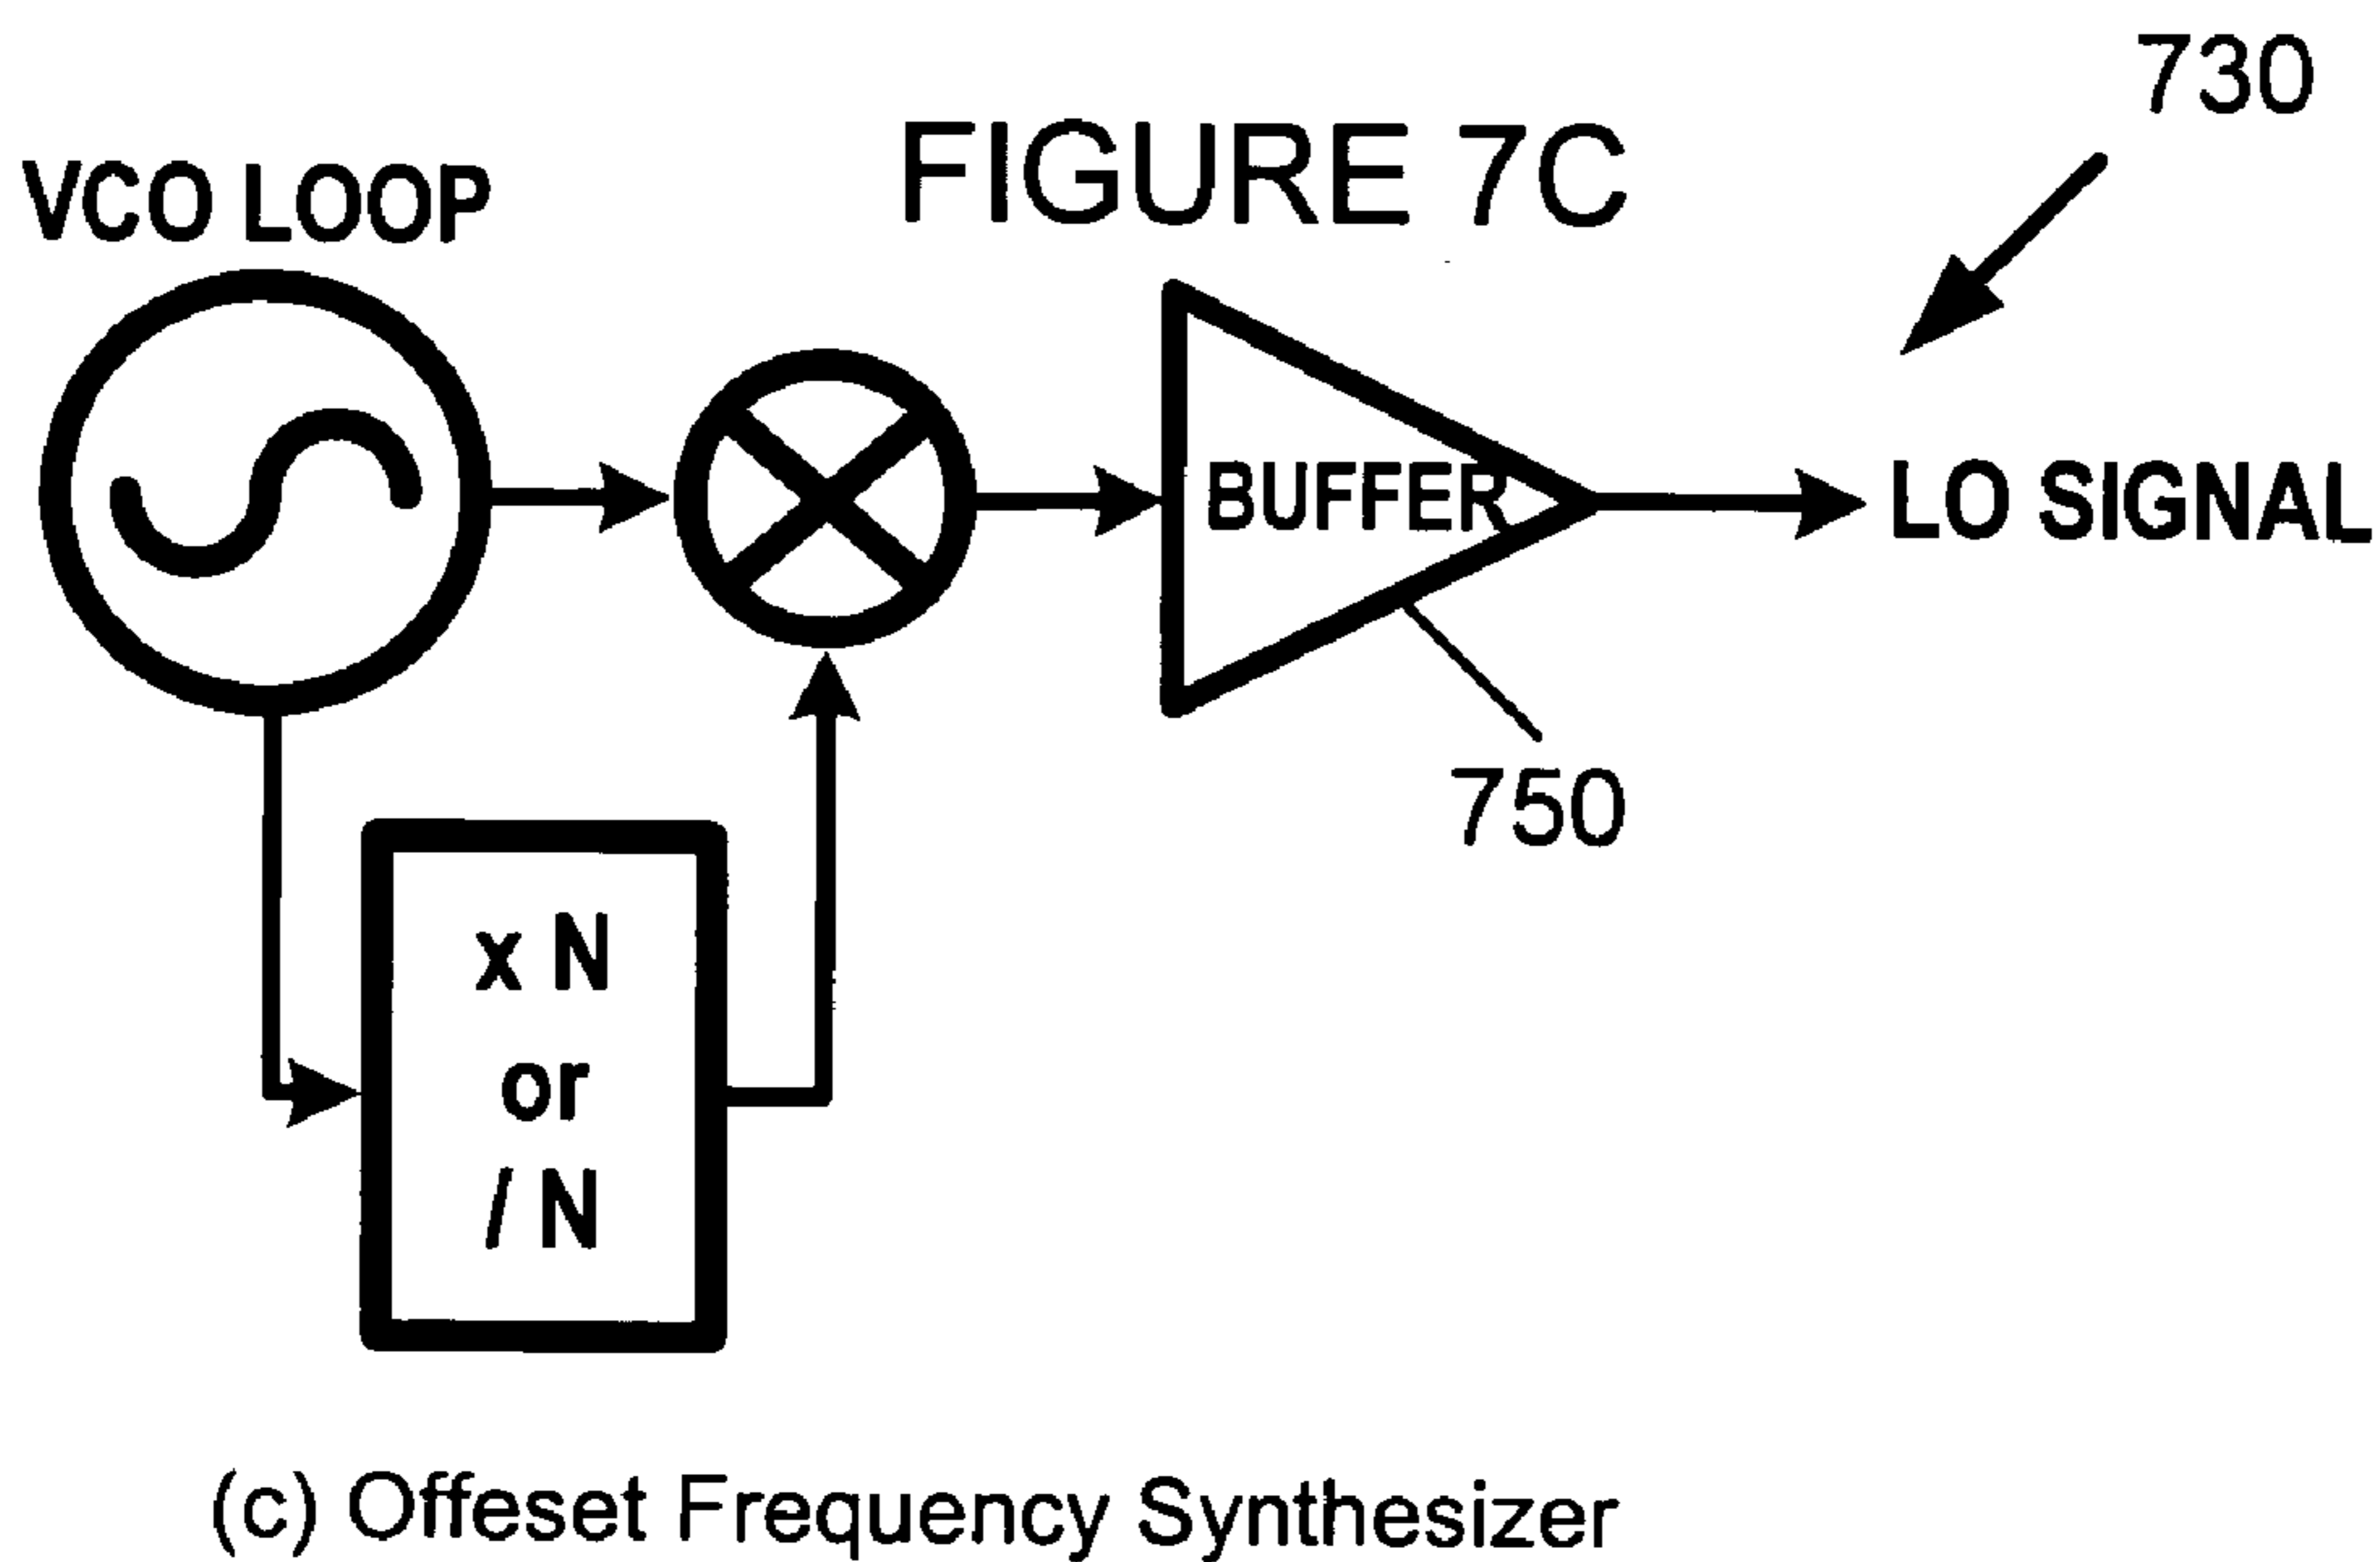 730
FIGURE 7C
VCO LOOP
BUFFER
LO SIGNAL
750
x N
or
/ N
(c) Offeset Frequency Synthesizer